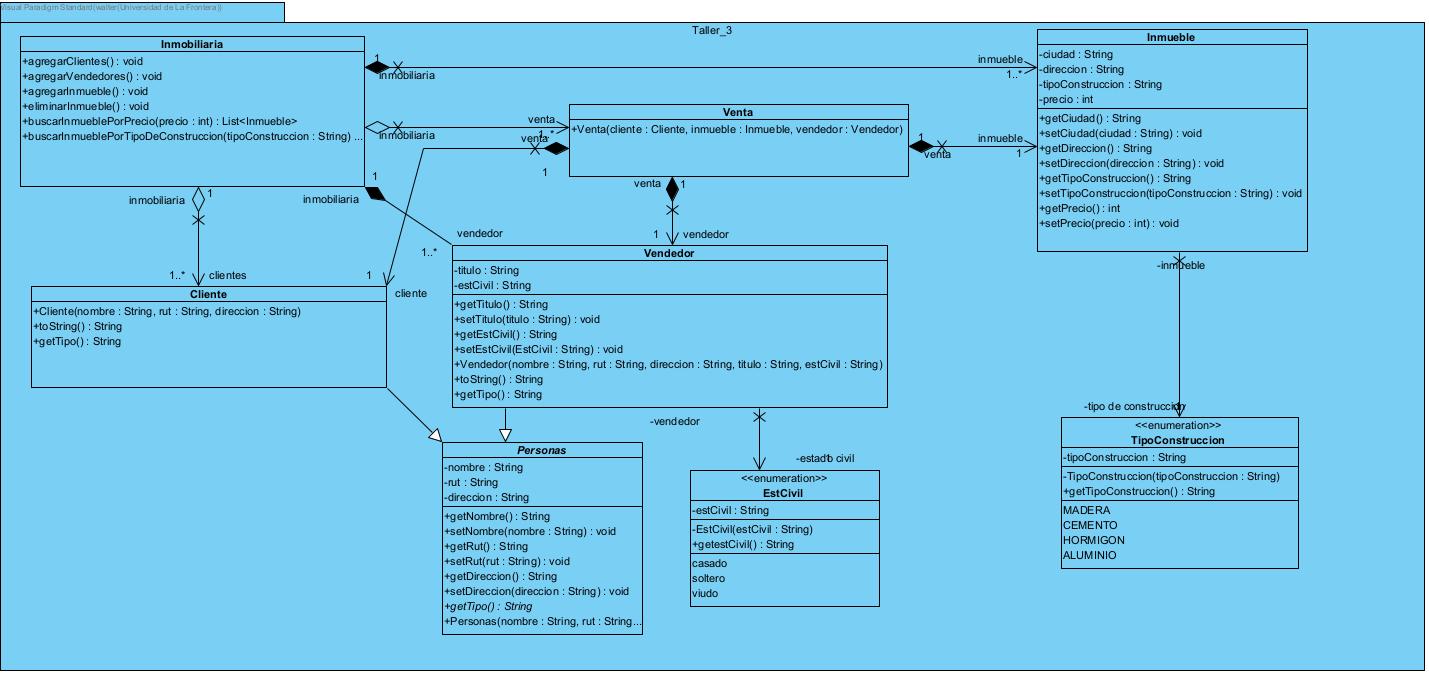 Visual Paradigm Standard(walter(Universidad de La Frontera))
Taller_3
Inmobiliaria
+agregarClientes() : void
+agregarVendedores() : void
+agregarInmueble() : void
+eliminarInmueble() : void
+buscarInmueblePorPrecio(precio : int) : List<Inmueble>
+buscarInmueblePorTipoDeConstruccion(tipoConstruccion : String) ...
1
inmobiliaria
inmueble
1..*
inmobiliaria
venta
1..*
venta
1
Venta
+Venta(cliente : Cliente, inmueble : Inmueble, vendedor : Vendedor)
1
venta
inmueble
1
Inmueble
-ciudad : String
-direccion : String
-tipoConstruccion : String
-precio : int
+getCiudad() : String
+setCiudad(ciudad : String) : void
+getDireccion() : String
+setDireccion(direccion : String) : void
+getTipoConstruccion() : String
+setTipoConstruccion(tipoConstruccion : String) : void
+getPrecio() : int
+setPrecio(precio : int) : void
inmobiliaria
1
1..*
clientes
1
inmobiliaria
vendedor
1..*
1
cliente
venta
1
1
vendedor
Cliente
+Cliente(nombre : String, rut : String, direccion : String)
+toString() : String
+getTipo() : String
Vendedor
-titulo : String
-estCivil : String
+getTitulo() : String
+setTitulo(titulo : String) : void
+getEstCivil() : String
+setEstCivil(EstCivil : String) : void
+Vendedor(nombre : String, rut : String, direccion : String, titulo : String, estCivil : String)
+toString() : String
+getTipo() : String
-inmueble
-tipo de construcción
-vendedor
-estado civil
Personas
-nombre : String
-rut : String
-direccion : String
+getNombre() : String
+setNombre(nombre : String) : void
+getRut() : String
+setRut(rut : String) : void
+getDireccion() : String
+setDireccion(direccion : String) : void
+getTipo() : String
+Personas(nombre : String, rut : String...
<<enumeration>>
EstCivil
-estCivil : String
-EstCivil(estCivil : String)
+getestCivil() : String
casado
soltero
viudo
<<enumeration>>
TipoConstruccion
-tipoConstruccion : String
-TipoConstruccion(tipoConstruccion : String)
+getTipoConstruccion() : String
MADERA
CEMENTO
HORMIGON
ALUMINIO